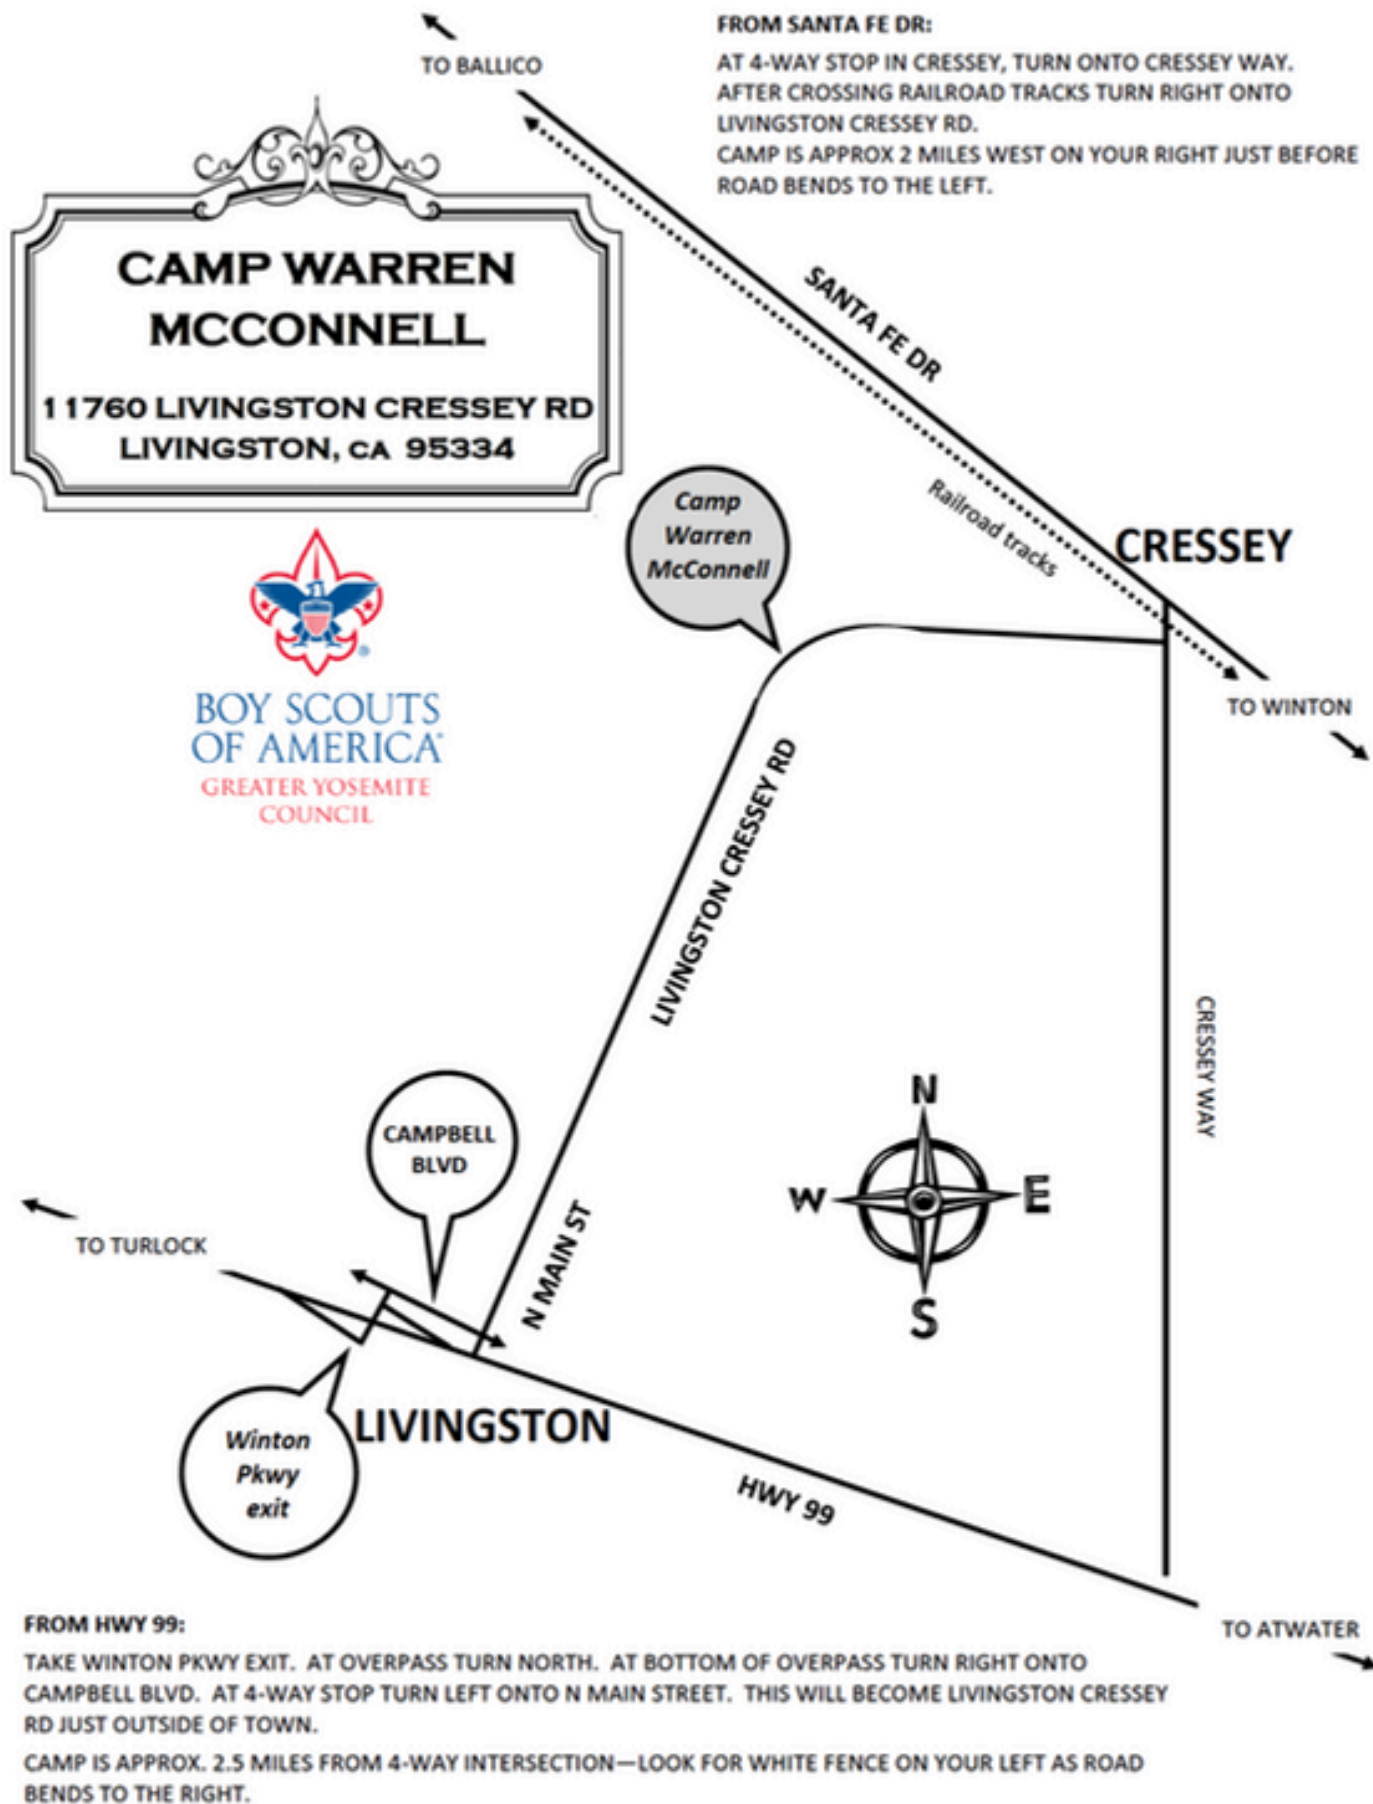 FROM SANTA FE DR:
AT 4-WAY STOP IN CRESSEY, TURN ONTO CRESSEY WAY.
AFTER CROSSING RAILROAD TRACKS TURN RIGHT ONTO
LIVINGSTON CRESSEY RD.
CAMP IS APPROX 2 MILES WEST ON YOUR RIGHT JUST BEFORE
ROAD BENDS TO THE LEFT.
TO BALLICO
CAMP WARREN
MCCONNELL
11760 LIVINGSTON CRESSEY RD
LIVINGSTON, CA 95334
SANTA FE DR
Railroad tracks
Camp
Warren
McConnell
CRESSEY
TO WINTON
BOY SCOUTS
OF AMERICA®
GREATER YOSEMITE
COUNCIL
LIVINGSTON CRESSEY RD
CRESSEY WAY
N
W
E
S
CAMPBELL
BLVD
TO TURLOCK
N MAIN ST
LIVINGSTON
Winton
Pkwy
exit
HWY 99
TO ATWATER
FROM HWY 99:
TAKE WINTON PKWY EXIT. AT OVERPASS TURN NORTH. AT BOTTOM OF OVERPASS TURN RIGHT ONTO
CAMPBELL BLVD. AT 4-WAY STOP TURN LEFT ONTO N MAIN STREET. THIS WILL BECOME LIVINGSTON CRESSEY
RD JUST OUTSIDE OF TOWN.
CAMP IS APPROX. 2.5 MILES FROM 4-WAY INTERSECTION—LOOK FOR WHITE FENCE ON YOUR LEFT AS ROAD
BENDS TO THE RIGHT.